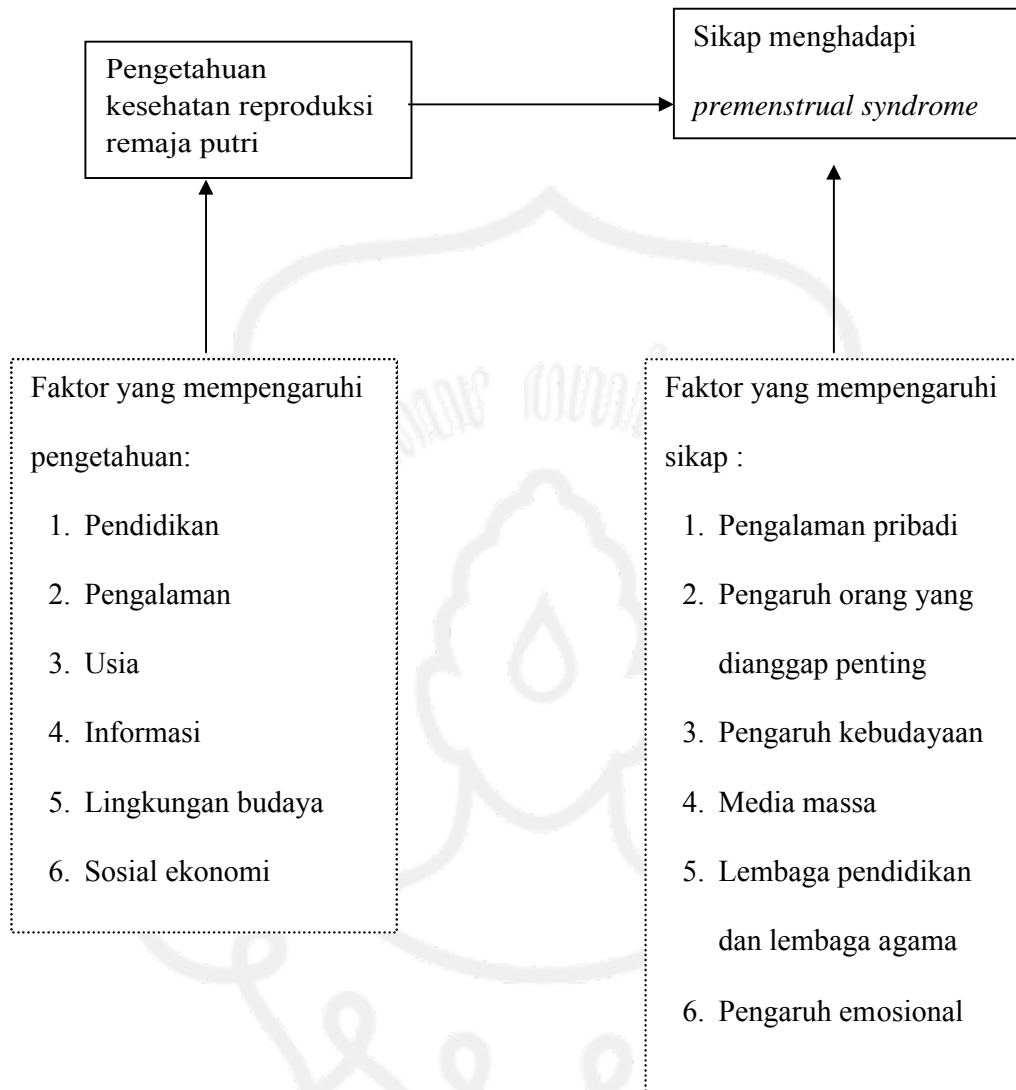 Pengetahuan
kesehatan reproduksi
remaja putri
Sikap menghadapi
premenstrual syndrome
Faktor yang mempengaruhi
pengetahuan:
1. Pendidikan
2. Pengalaman
3. Usia
4. Informasi
5. Lingkungan budaya
6. Sosial ekonomi
Faktor yang mempengaruhi
sikap :
1. Pengalaman pribadi
2. Pengaruh orang yang
dianggap penting
3. Pengaruh kebudayaan
4. Media massa
5. Lembaga pendidikan
dan lembaga agama
6. Pengaruh emosional